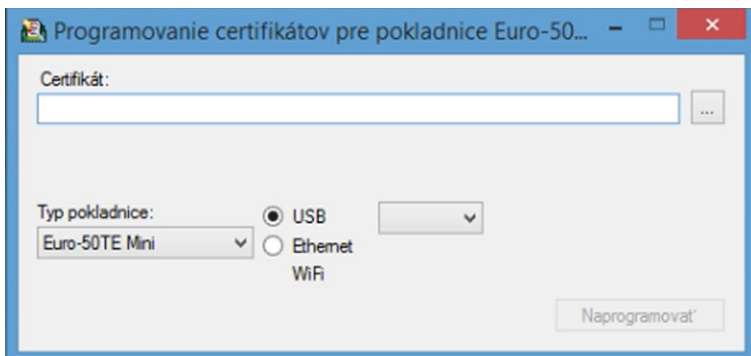 Programovanie certifikátov pre pokladnice Euro-50...
Certifikát:
...
Typ pokladnice:
Euro-50TE Mini
USB
Ethernet
WiFi
Naprogramovať